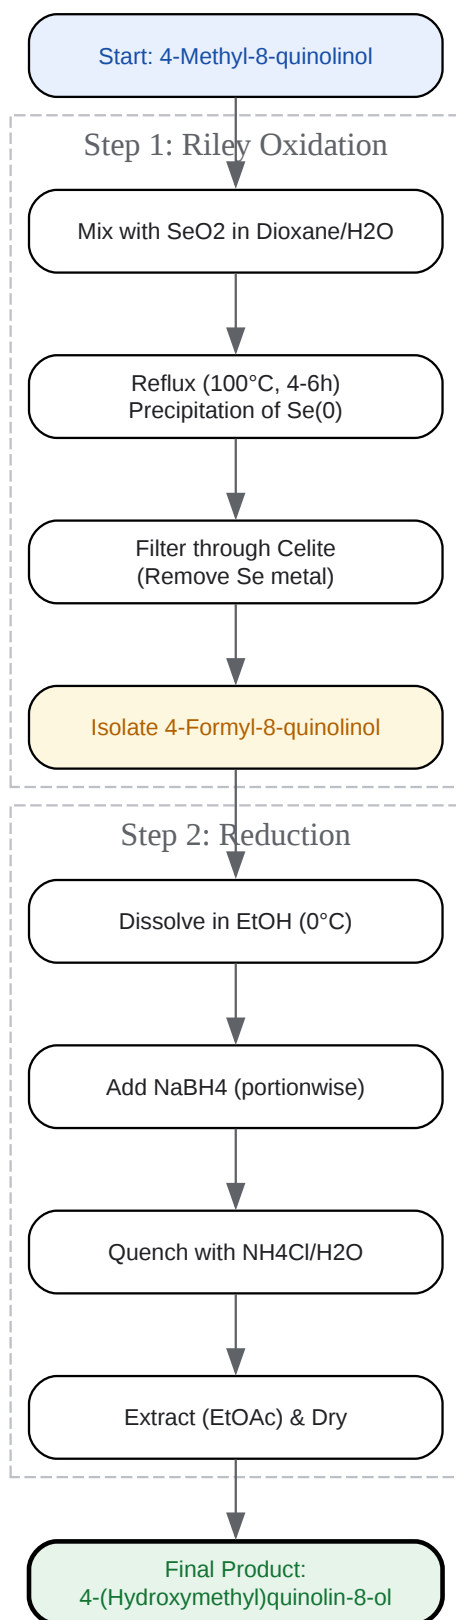 Start: 4-Methyl-8-quinolinol
Step 1: Riley Oxidation
Mix with SeO2 in Dioxane/H2O
Reflux (100°C, 4-6h)
Precipitation of Se(0)
Filter through Celite
(Remove Se metal)
Isolate 4-Formyl-8-quinolinol
Step 2: Reduction
Dissolve in EtOH (0°C)
Add NaBH4 (portionwise)
Quench with NH4Cl/H2O
Extract (EtOAc) & Dry
Final Product:
4-(Hydroxymethyl)quinolin-8-ol